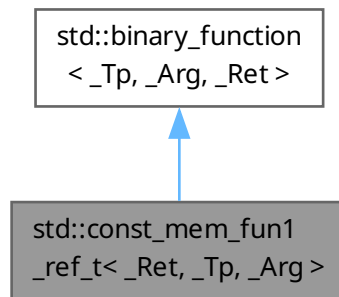 std::binary_function
< _Tp, _Arg, _Ret >
std::const_mem_fun1
_ref_t< _Ret, _Tp, _Arg >